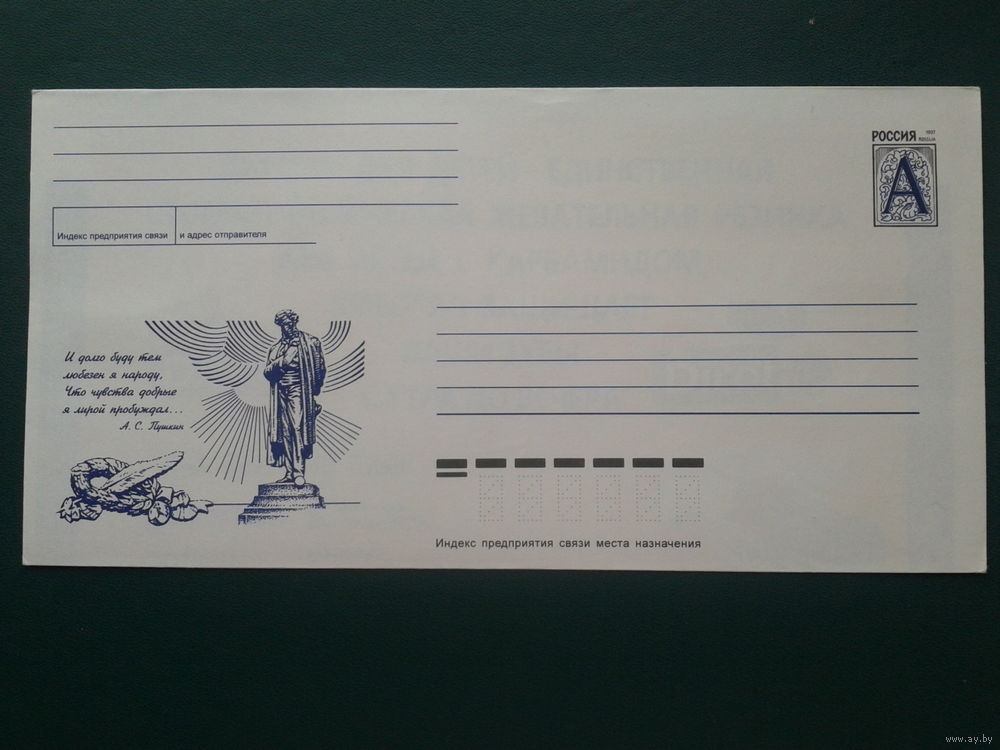 РОССИЯ 1997
ROSSIJA
А
Индекс предприятия связи и адрес отправителя
И долго буду тем
любезен я народу,
Что чувства добрые
я лирой пробуждал...
А. С. Пушкин
Индекс предприятия связи места назначения
www.ay.by